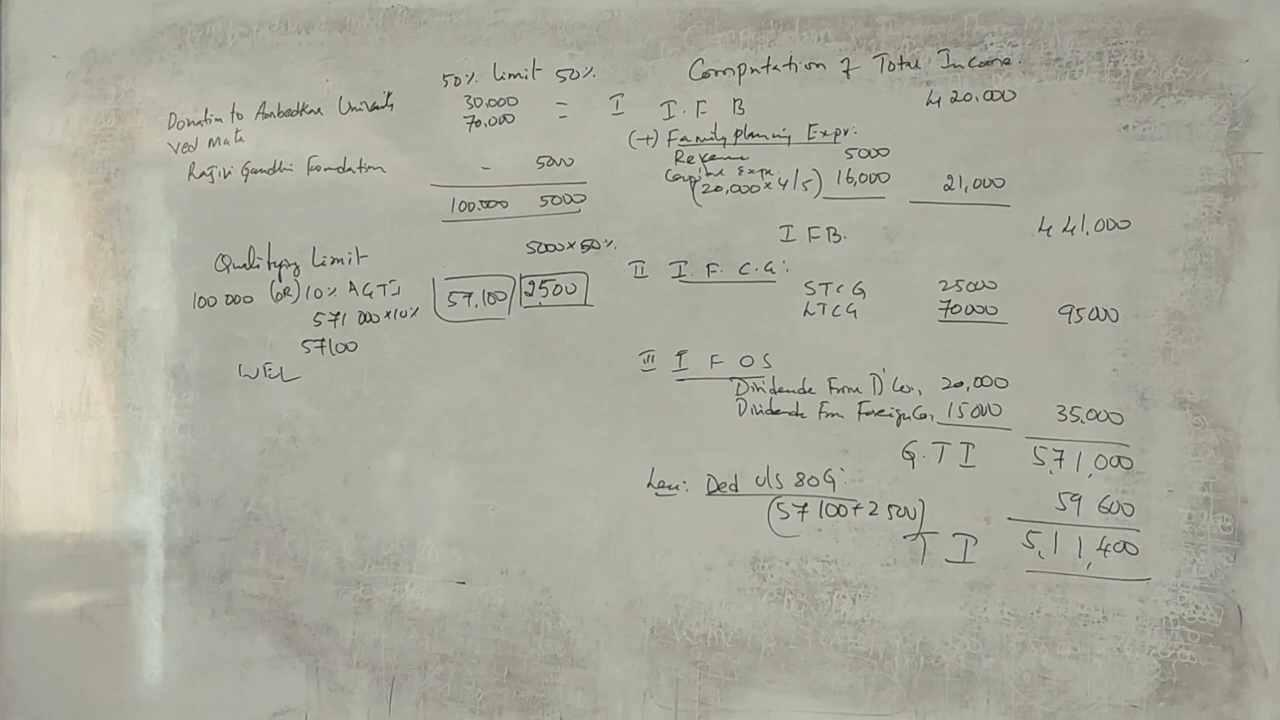 50% Limit 50%
Donation to Ambedkar University 30,000 =
Ved Mata 70,000 -
Rajivi Gandhi Foundation - 5000
100.000 5000
5000 x 50%.
Qualifying Limit
100 000 (OR) 10% AGTI 57,100 2500
571 000 x 10%
57100
WEL
Computation of Total Income.
I I. F B 4 20.000
(+) Family planning Expr:
Revenue 5000
Capital Expr.
(20,000 x 4/5) 16,000 21,000
I F B. 4 41.000
II I. F. C. G:
STCG 25000
LTCG 70000 95000
III I F O S
Dividends From D' Co, 20,000
Dividends From Foreign Co, 15000 35.000
G. T I 5,71,000
Less: Ded U/S 80G: 59 600
(57 100 + 2 500)
T I 5,11,400